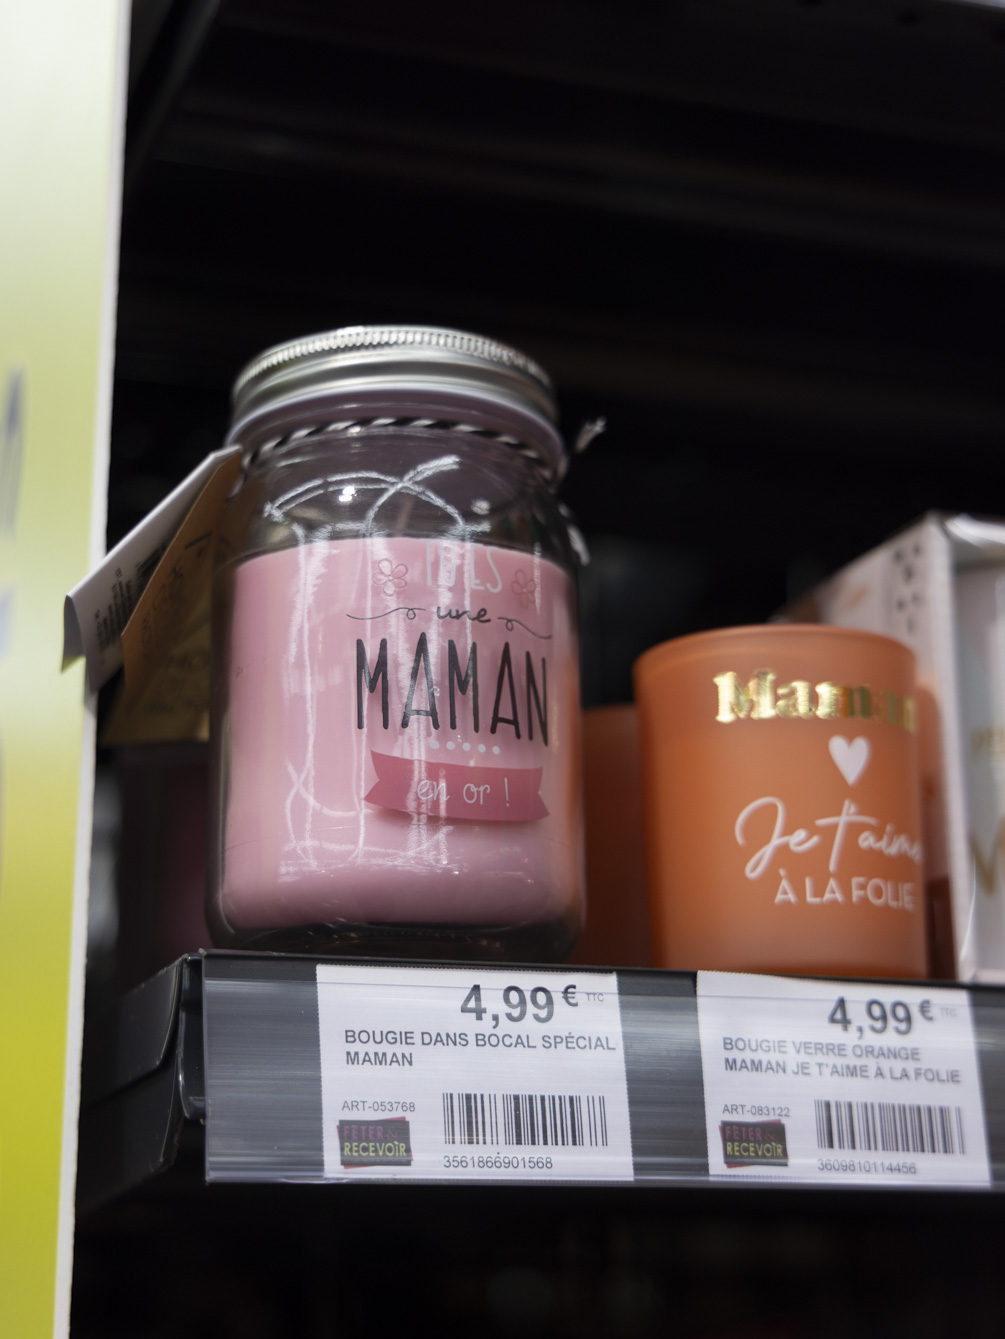 T'ES
une
MAMAN
en or !
Maman
Je t'aime
À LA FOLIE
4,99 € TTC
BOUGIE DANS BOCAL SPÉCIAL
MAMAN
ART-053768
FÊTER &
RECEVOIR
3561866901568
4,99 € TTC
BOUGIE VERRE ORANGE
MAMAN JE T'AIME À LA FOLIE
ART-083122
FÊTER &
RECEVOIR
3609810114456